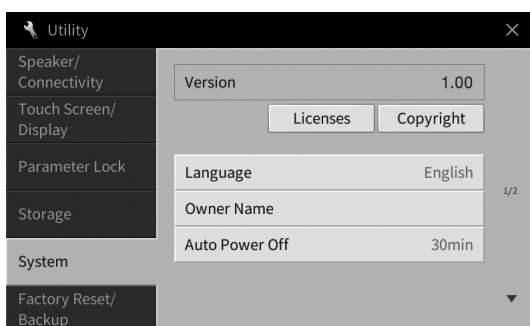 Utility
Speaker/
Connectivity
Touch Screen/
Display
Parameter Lock
Storage
System
Factory Reset/
Backup
Version 1.00
Licenses Copyright
Language English
Owner Name
Auto Power Off 30min
1/2